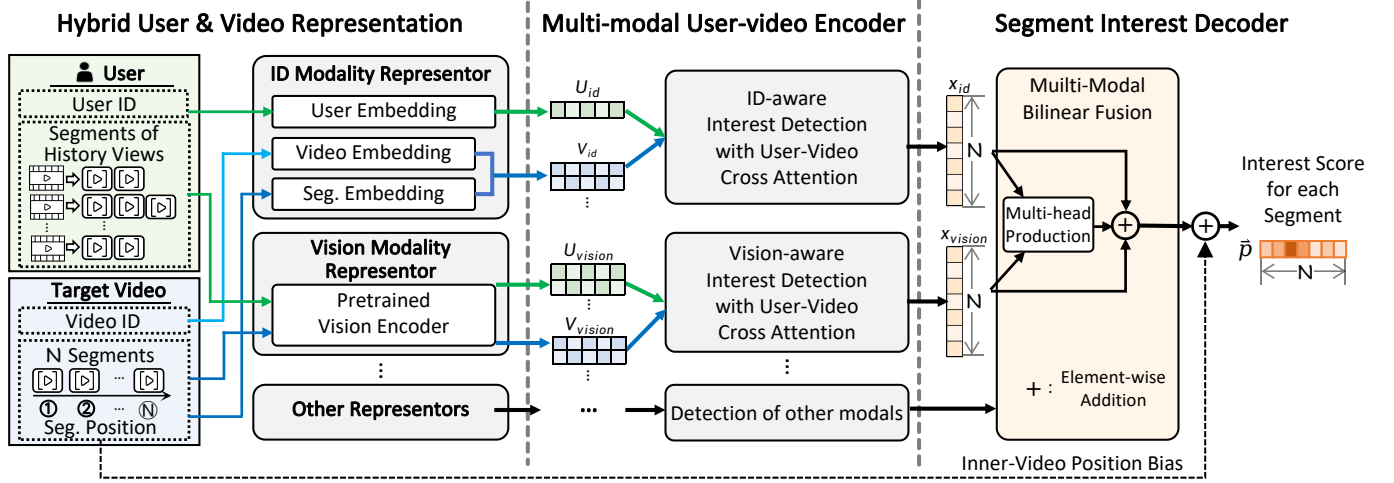 Hybrid User & Video Representation
Multi-modal User-video Encoder
Segment Interest Decoder
User
User ID
Segments of
History Views
...
Target Video
Video ID
N Segments
...
① ② ... Ⓝ
Seg. Position
ID Modality Representor
User Embedding
Video Embedding
Seg. Embedding
Vision Modality
Representor
Pretrained
Vision Encoder
...
Other Representors
U_id
V_id
...
U_vision
...
V_vision
...
...
ID-aware
Interest Detection
with User-Video
Cross Attention
Vision-aware
Interest Detection
with User-Video
Cross Attention
...
Detection of other modals
x_id
N
x_vision
N
Muilti-Modal
Bilinear Fusion
Multi-head
Production
+
+
+ : Element-wise
Addition
Inner-Video Position Bias
Interest Score
for each
Segment
p⃗
N